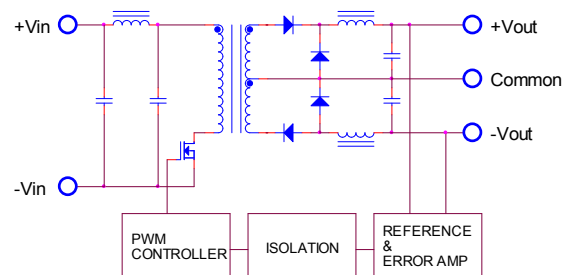 +Vin
+Vout
Common
-Vout
-Vin
PWM
CONTROLLER
ISOLATION
REFERENCE
&
ERROR AMP